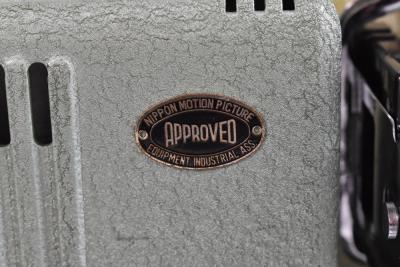 NIPPON MOTION PICTURE
APPROVED
EQUIPMENT INDUSTRIAL ASS